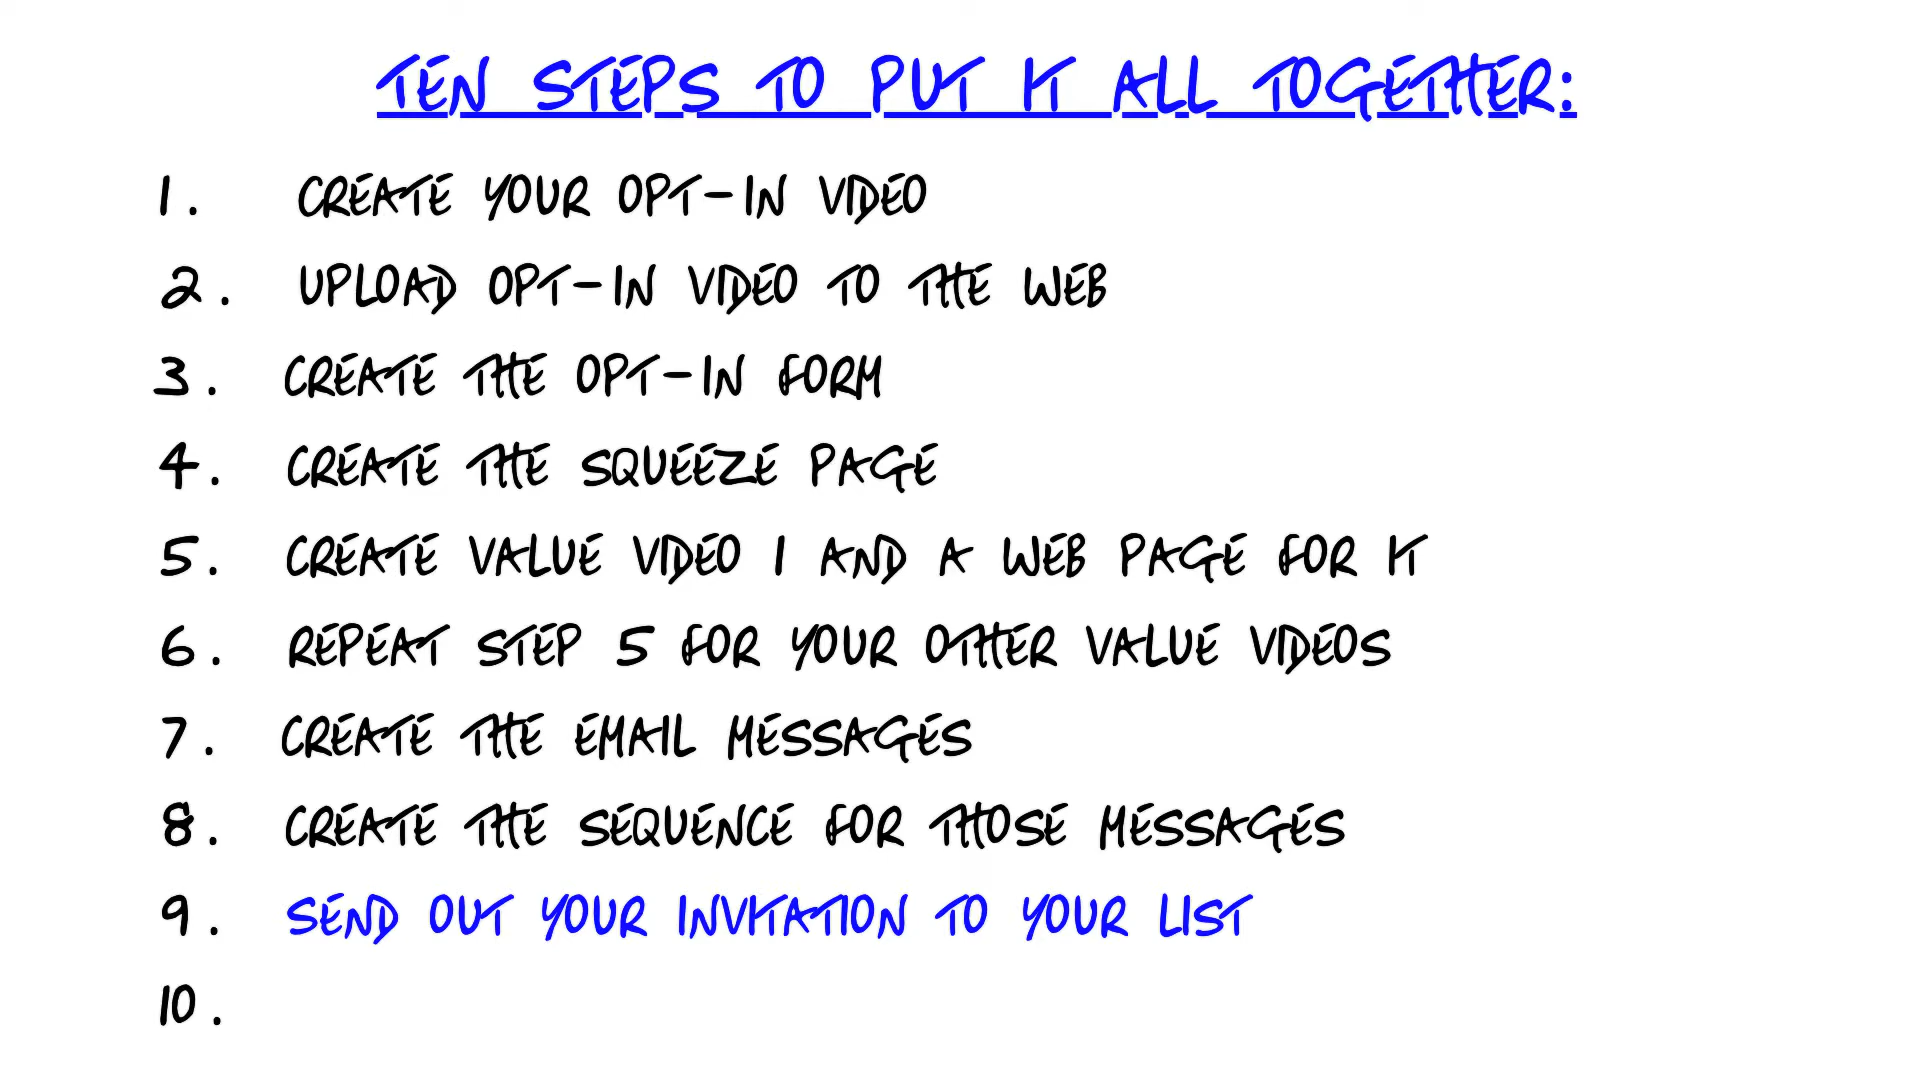 TEN STEPS TO PUT IT ALL TOGETHER:
1. CREATE YOUR OPT-IN VIDEO
2. UPLOAD OPT-IN VIDEO TO THE WEB
3. CREATE THE OPT-IN FORM
4. CREATE THE SQUEEZE PAGE
5. CREATE VALUE VIDEO 1 AND A WEB PAGE FOR IT
6. REPEAT STEP 5 FOR YOUR OTHER VALUE VIDEOS
7. CREATE THE EMAIL MESSAGES
8. CREATE THE SEQUENCE FOR THOSE MESSAGES
9. SEND OUT YOUR INVITATION TO YOUR LIST
10.